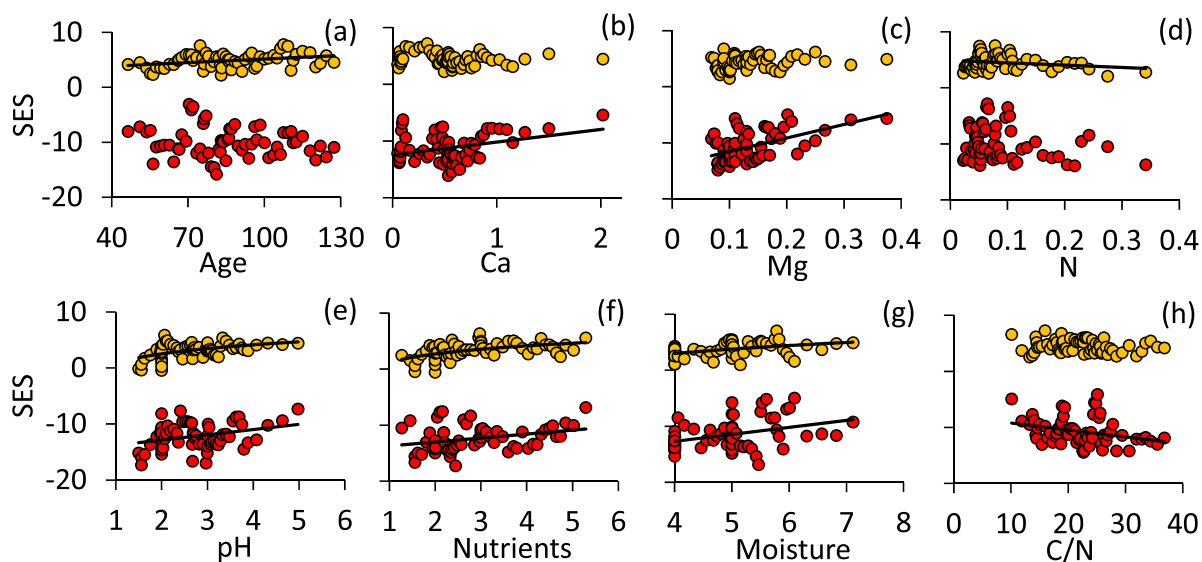 (a) (b) (c) (d)
10
0
-10
-20
SES
40 70 100 130 0 1 2 0 0.1 0.2 0.3 0.4 0 0.1 0.2 0.3 0.4
Age Ca Mg N
(e) (f) (g) (h)
10
0
-10
-20
SES
1 2 3 4 5 6 0 1 2 3 4 5 6 4 5 6 7 8 0 10 20 30 40
pH Nutrients Moisture C/N